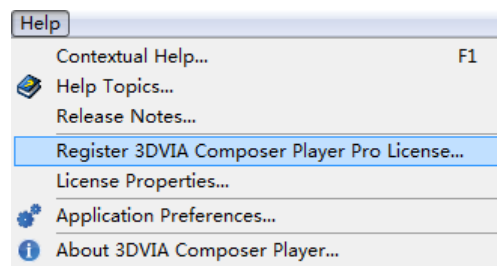 Help
Contextual Help... F1
Help Topics...
Release Notes...
Register 3DVIA Composer Player Pro License...
License Properties...
Application Preferences...
About 3DVIA Composer Player...